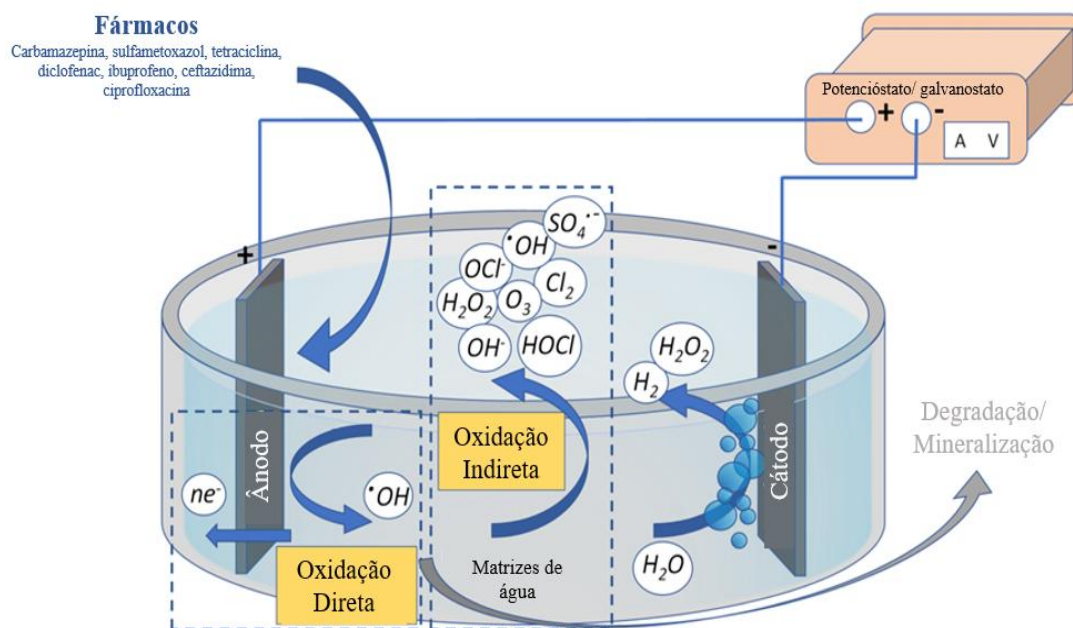 Fármacos
Carbamazepina, sulfametoxazol, tetraciclina,
diclofenac, ibuprofeno, ceftazidima,
ciprofloxacina
Potencióstato/ galvanostato
+
-
A V
+
-
SO₄•⁻
•OH
OCl⁻
Cl₂
H₂O₂
O₃
OH⁻
HOCl
H₂O₂
H₂
Ânodo
Cátodo
Degradação/
Mineralização
Oxidação
Indireta
ne⁻
•OH
Oxidação
Direta
Matrizes de
água
H₂O